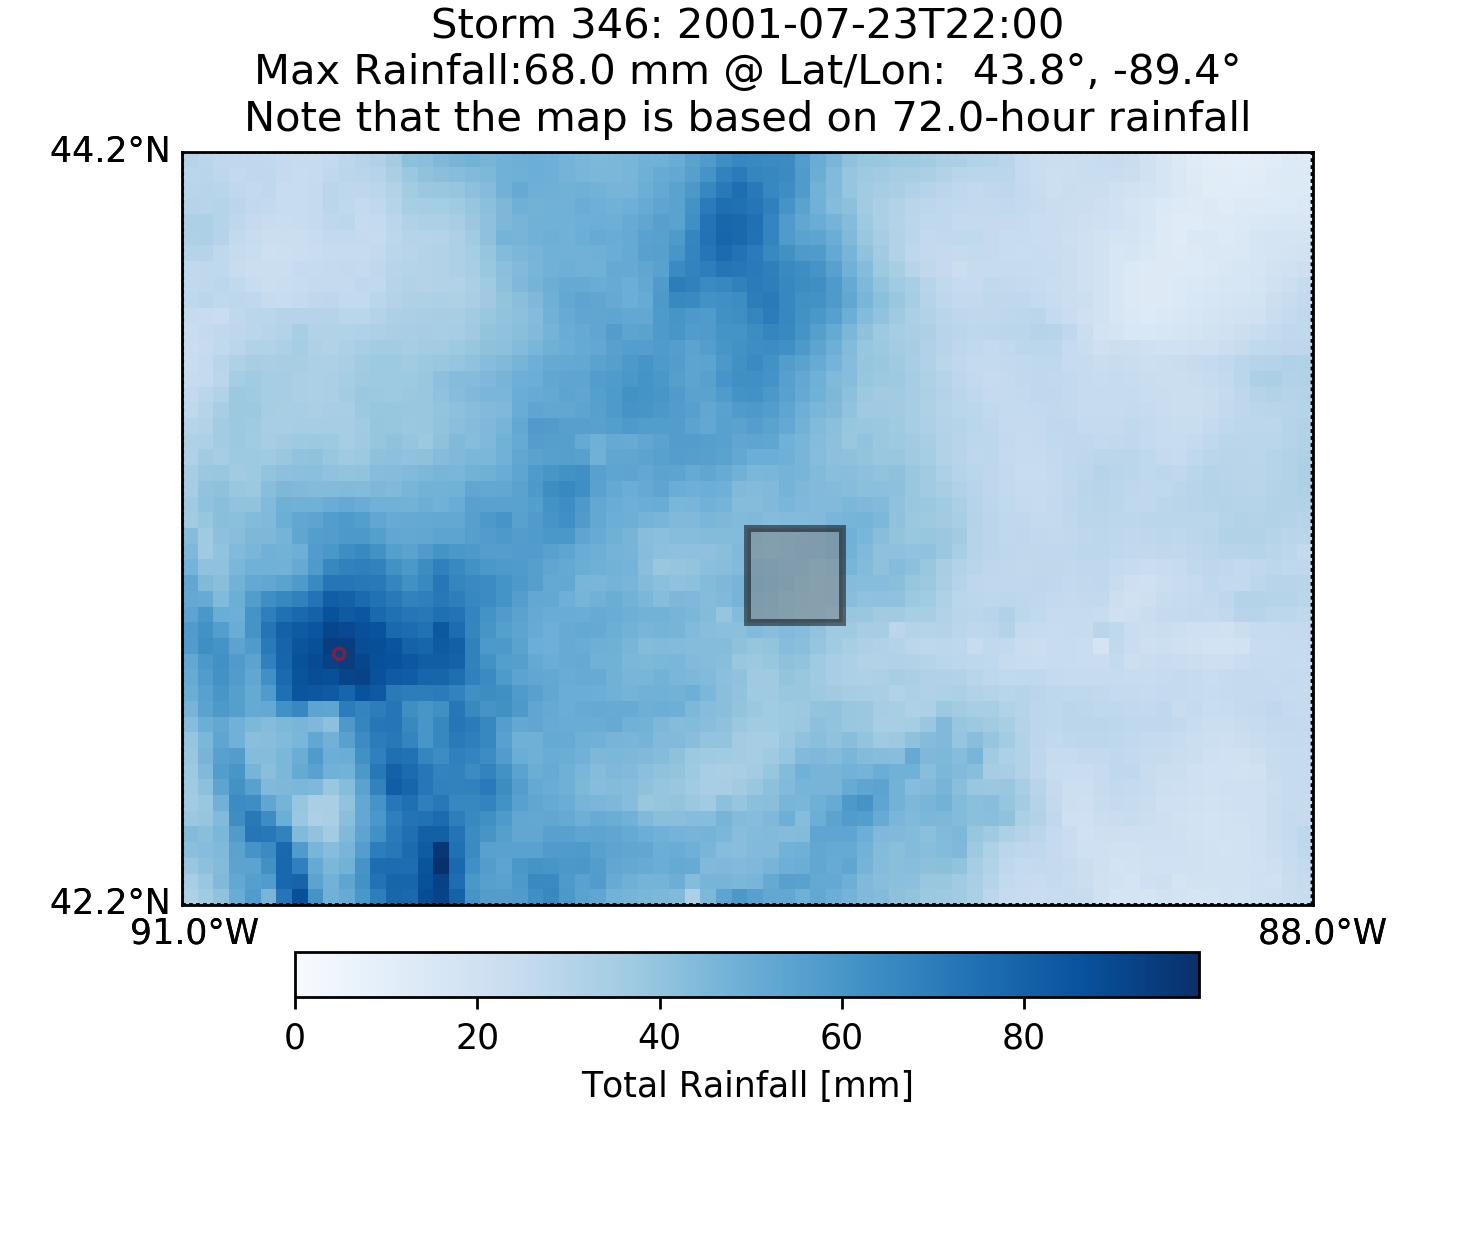 Storm 346: 2001-07-23T22:00
Max Rainfall:68.0 mm @ Lat/Lon:  43.8°, -89.4°
Note that the map is based on 72.0-hour rainfall
44.2°N
42.2°N
91.0°W 88.0°W
0 20 40 60 80
Total Rainfall [mm]